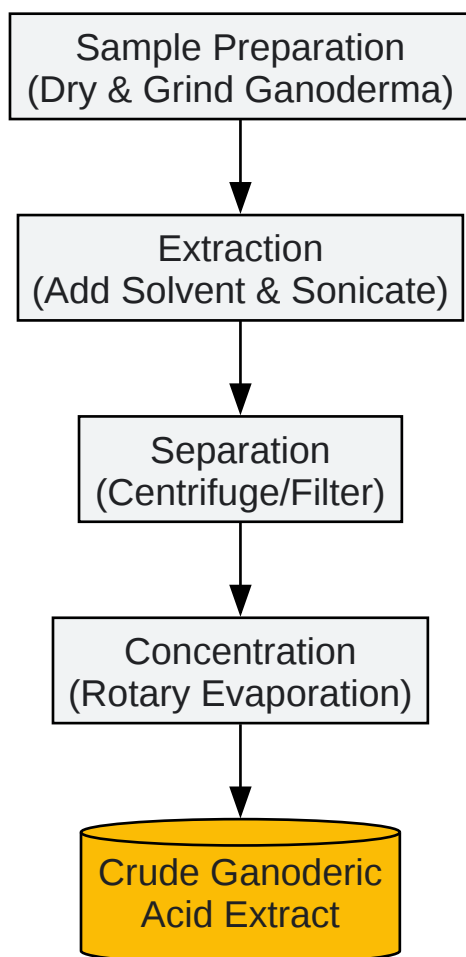 Sample Preparation
(Dry & Grind Ganoderma)
Extraction
(Add Solvent & Sonicate)
Separation
(Centrifuge/Filter)
Concentration
(Rotary Evaporation)
Crude Ganoderic
Acid Extract